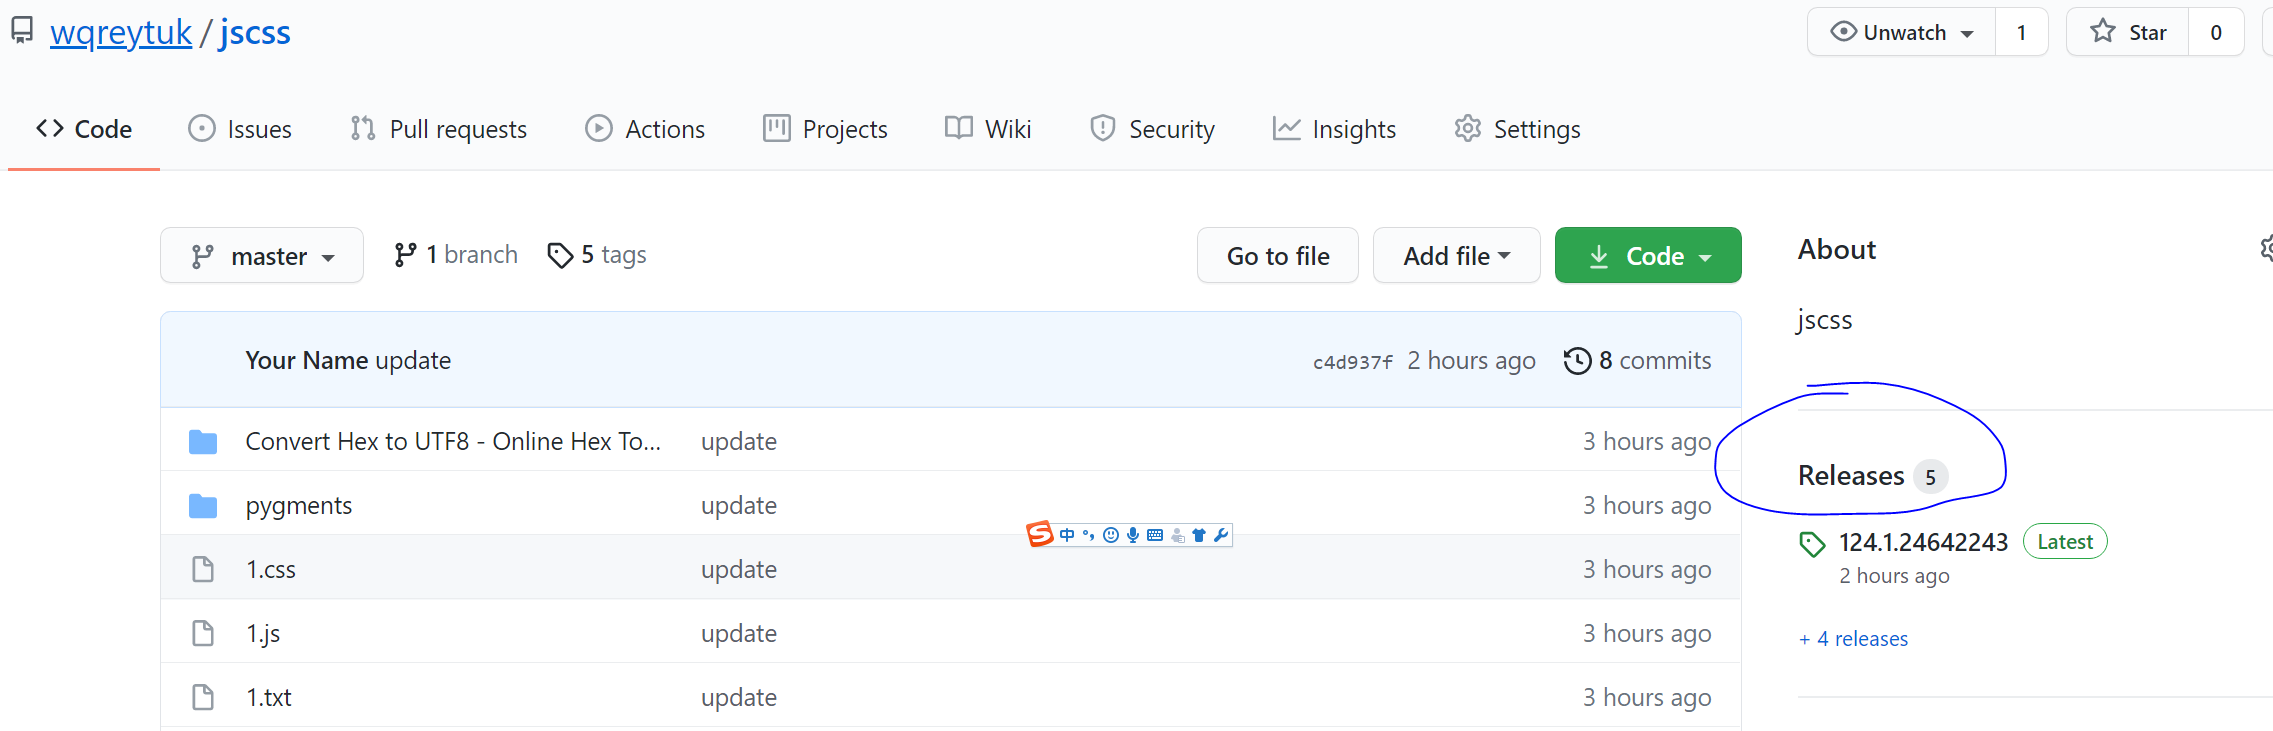 wqreytuk / jscss
Unwatch 1 Star 0
Code Issues Pull requests Actions Projects Wiki Security Insights Settings
master 1 branch 5 tags Go to file Add file Code
About
jscss
Your Name update c4d937f 2 hours ago 8 commits
Convert Hex to UTF8 - Online Hex To... update 3 hours ago
Releases 5
pygments update 3 hours ago
S 中
124.1.24642243 Latest
2 hours ago
1.css update 3 hours ago
1.js update 3 hours ago
+ 4 releases
1.txt update 3 hours ago